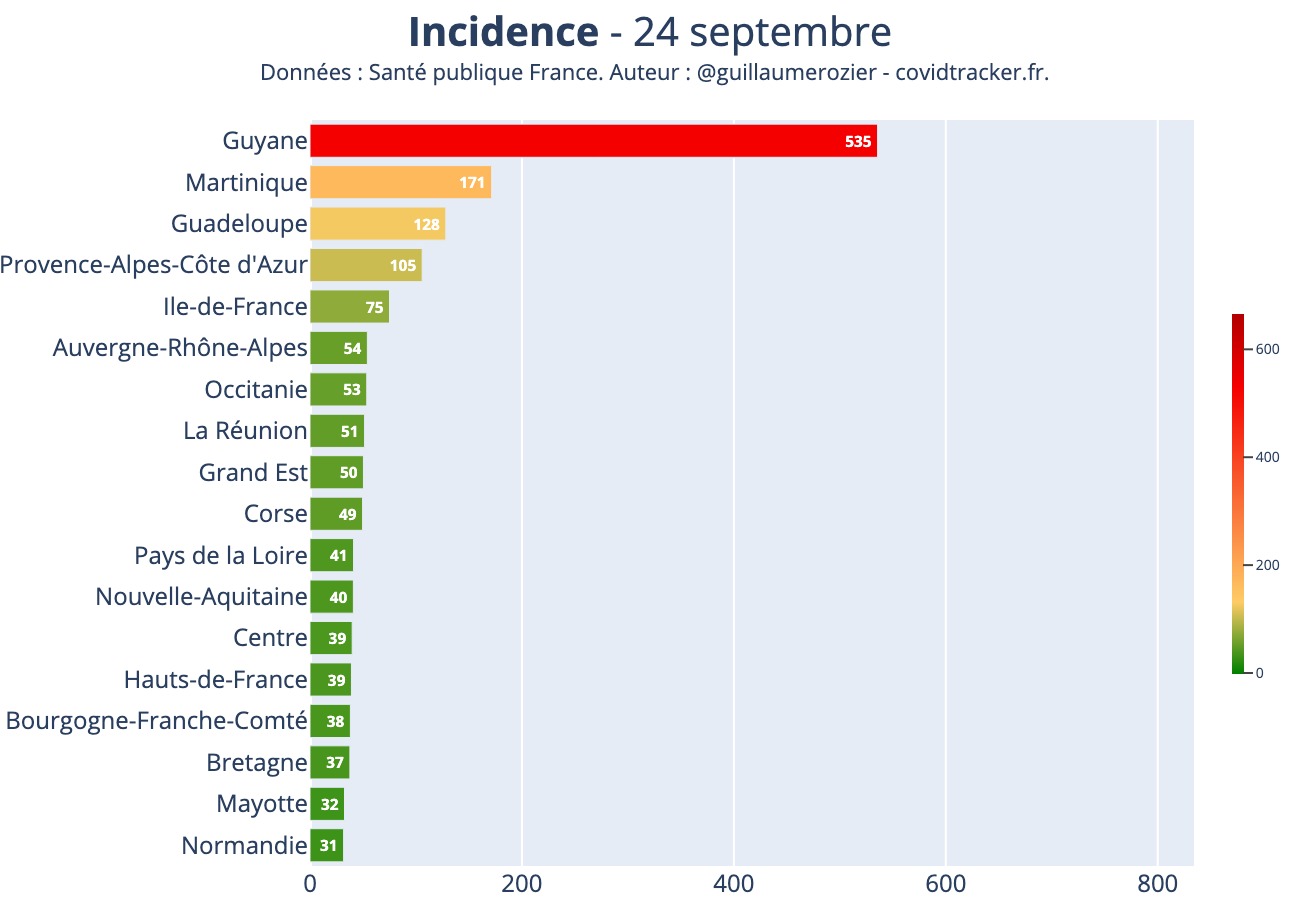 Incidence - 24 septembre
Données : Santé publique France. Auteur : @guillaumerozier - covidtracker.fr.
Guyane 535
Martinique 171
Guadeloupe 128
Provence-Alpes-Côte d'Azur 105
Ile-de-France 75
Auvergne-Rhône-Alpes 54
Occitanie 53
La Réunion 51
Grand Est 50
Corse 49
Pays de la Loire 41
Nouvelle-Aquitaine 40
Centre 39
Hauts-de-France 39
Bourgogne-Franche-Comté 38
Bretagne 37
Mayotte 32
Normandie 31
0 200 400 600 800
600
400
200
0